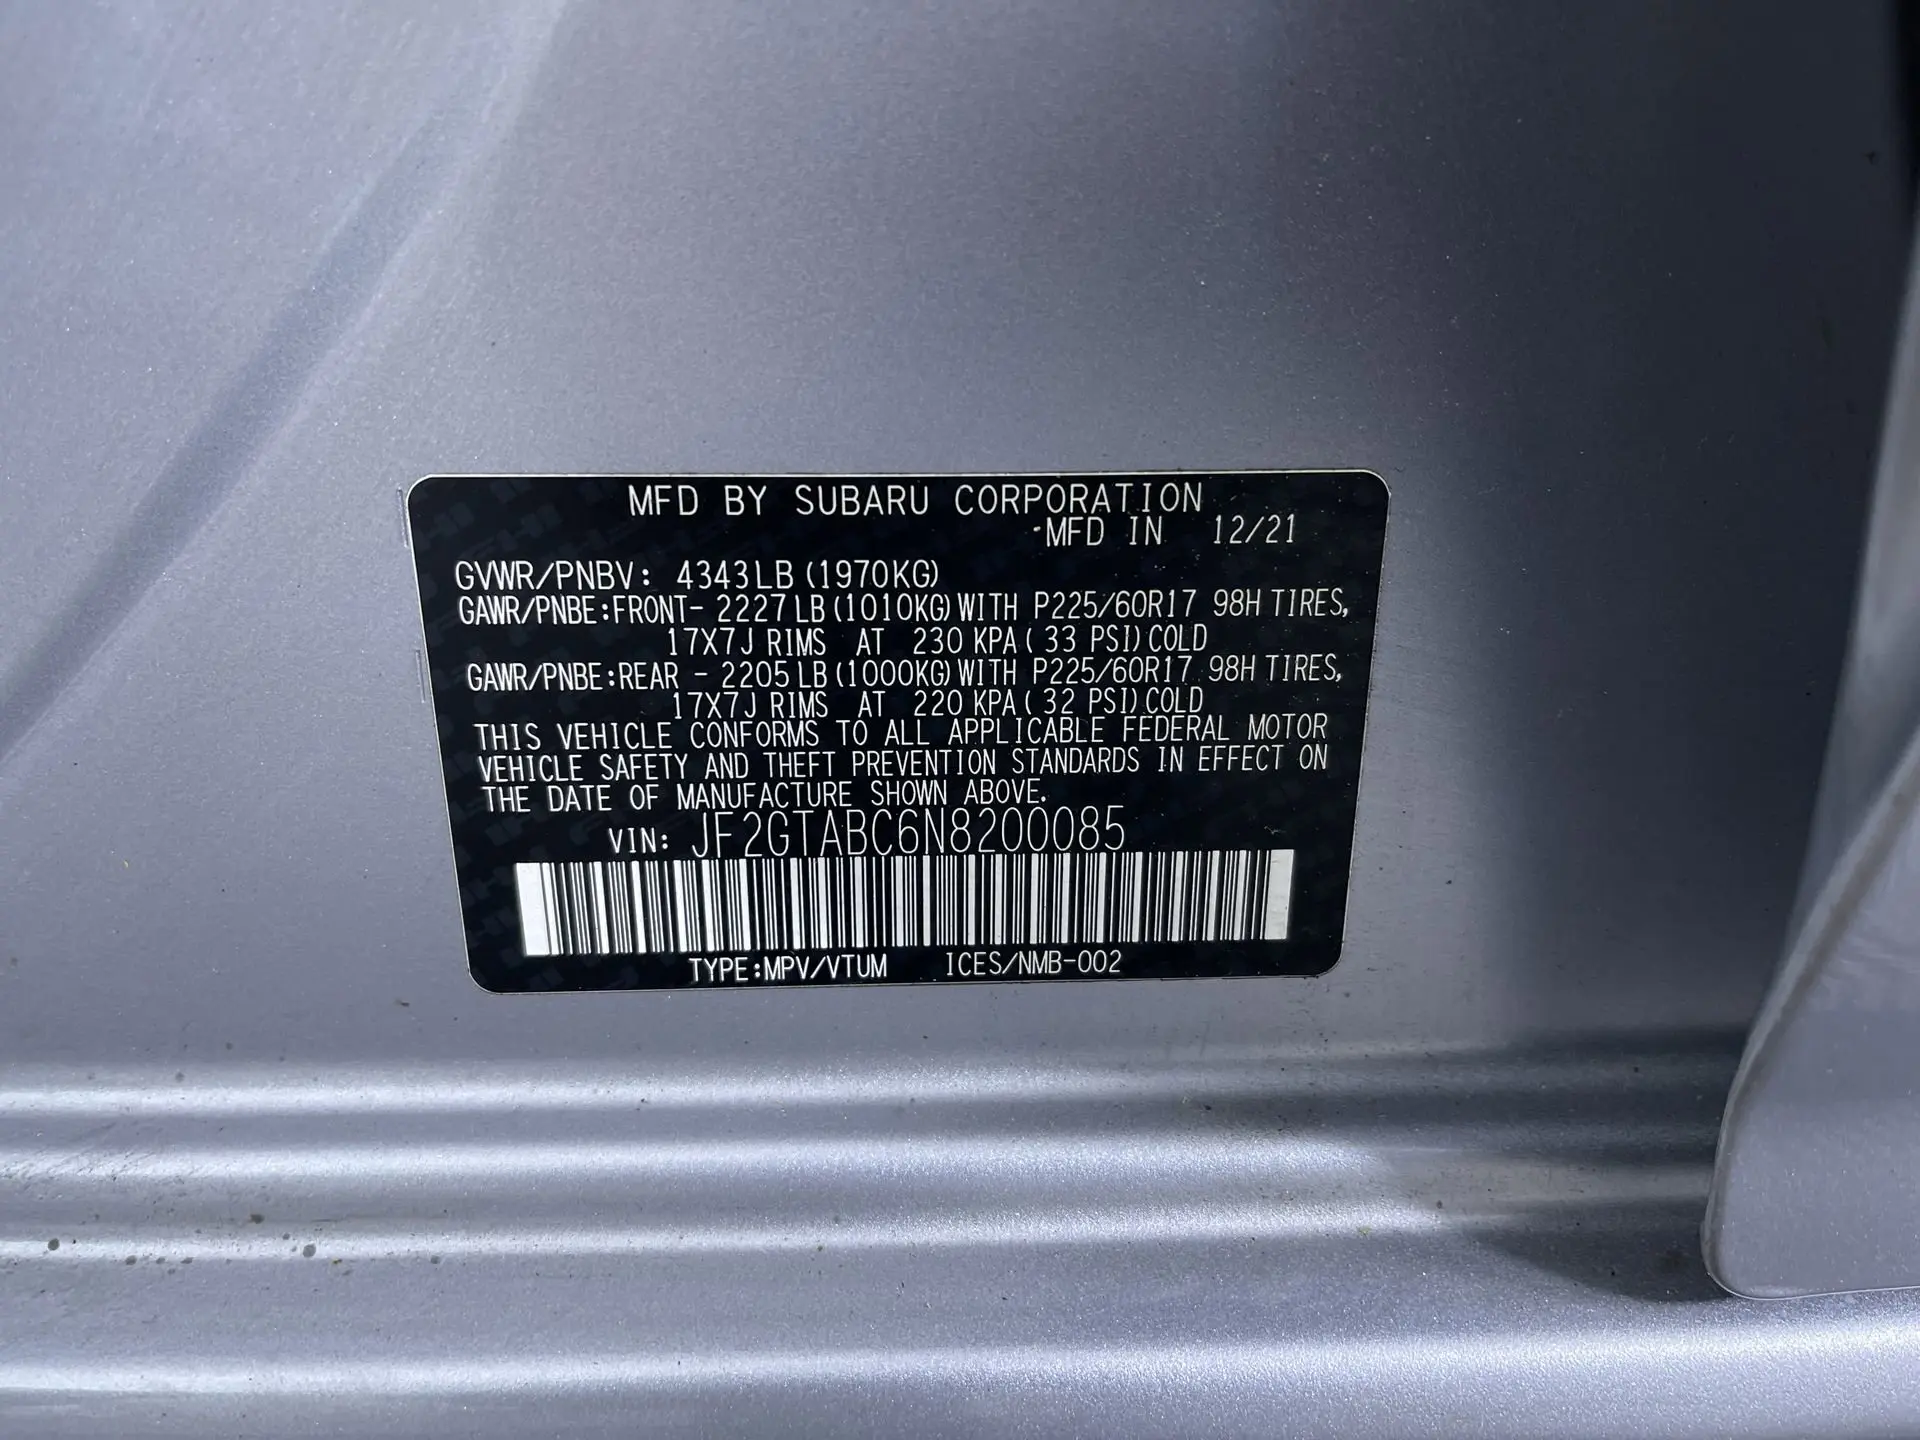 MFD BY SUBARU CORPORATION
MFD IN 12/21
GVWR/PNBV: 4343LB (1970KG)
GAWR/PNBE:FRONT- 2227 LB (1010KG) WITH P225/60R17 98H TIRES,
17X7J RIMS AT 230 KPA ( 33 PSI) COLD
GAWR/PNBE:REAR - 2205 LB (1000KG) WITH P225/60R17 98H TIRES,
17X7J RIMS AT 220 KPA ( 32 PSI) COLD
THIS VEHICLE CONFORMS TO ALL APPLICABLE FEDERAL MOTOR
VEHICLE SAFETY AND THEFT PREVENTION STANDARDS IN EFFECT ON
THE DATE OF MANUFACTURE SHOWN ABOVE.
VIN: JF2GTABC6N8200085
TYPE:MPV/VTUM ICES/NMB-002